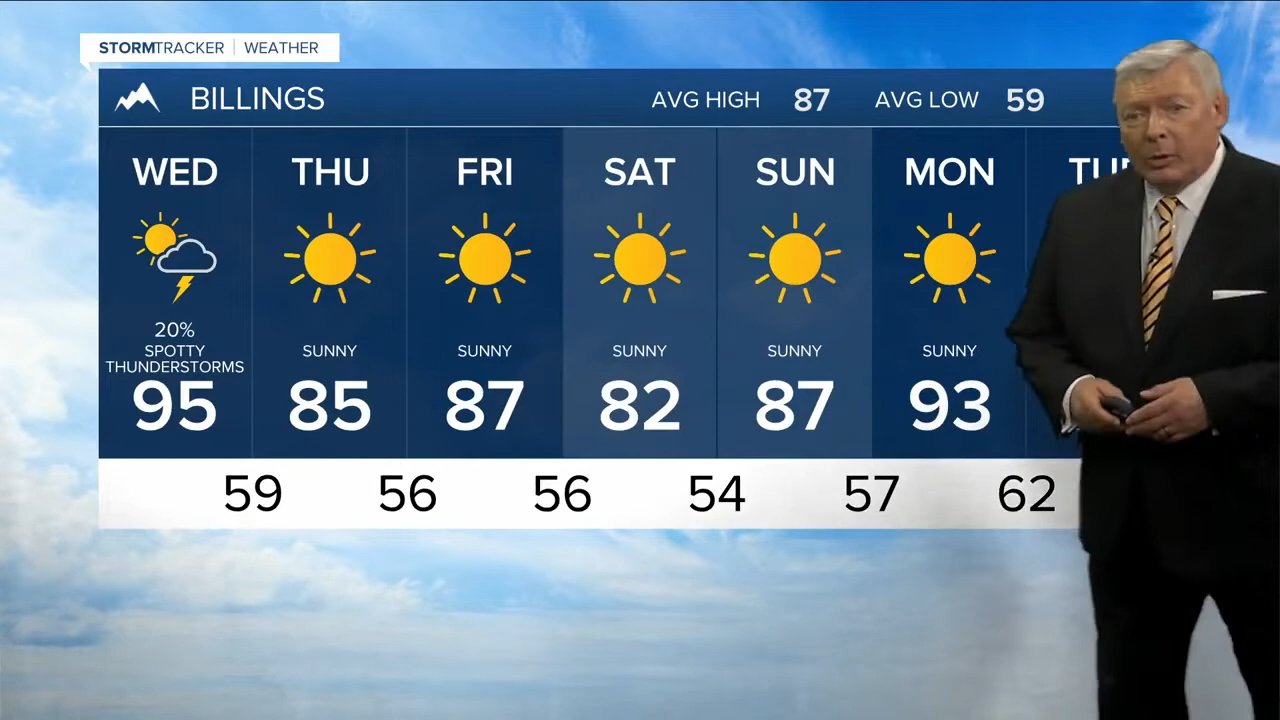 STORMTRACKER | WEATHER
BILLINGS AVG HIGH 87 AVG LOW 59
WED THU FRI SAT SUN MON
20%
SPOTTY
THUNDERSTORMS
SUNNY SUNNY SUNNY SUNNY SUNNY
95 85 87 82 87 93
59 56 56 54 57 62